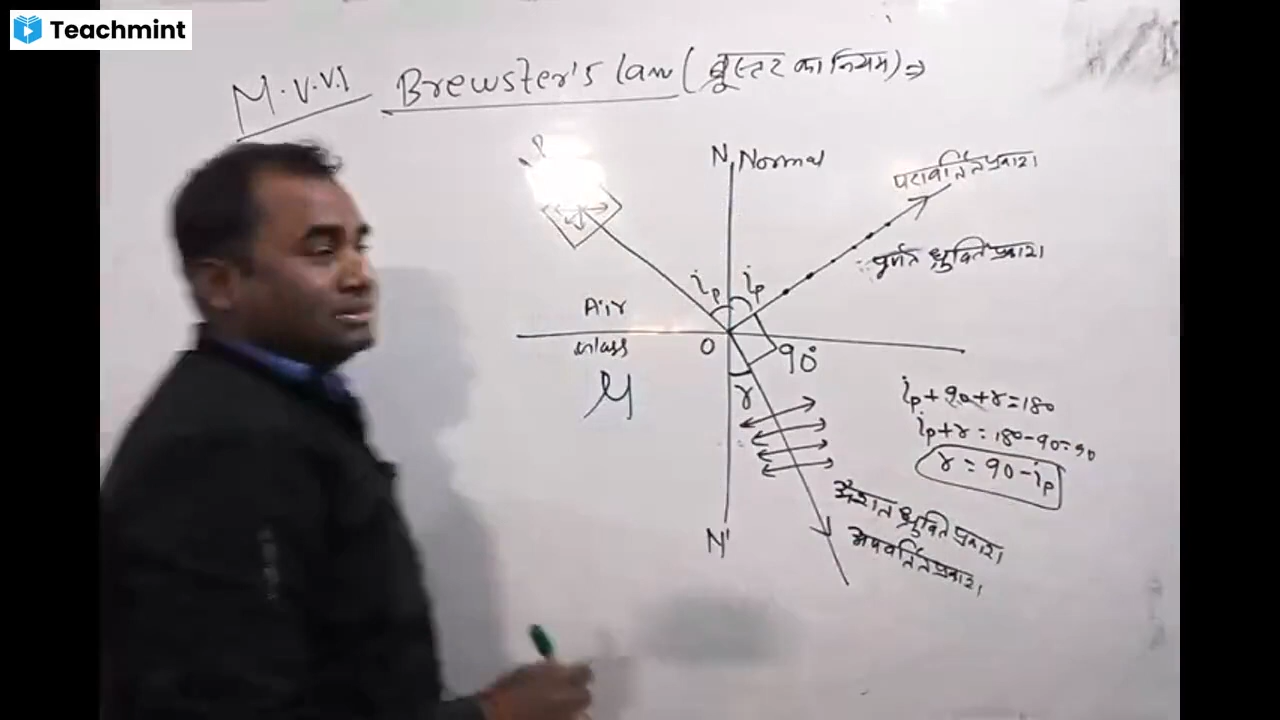 Teachmint
M.V.V.I Brewster's law (ब्रूस्टर का नियम) ⇒
N Normal
परावर्तित प्रकाश
पूर्णत ध्रुवित प्रकाश
ip ip
Air
Glass
O
90°
μ
r
ip+90+r=180
ip+r=180-90=90
r=90-ip
ध्रुवित प्रकाश
N'
अपवर्तित प्रकाश